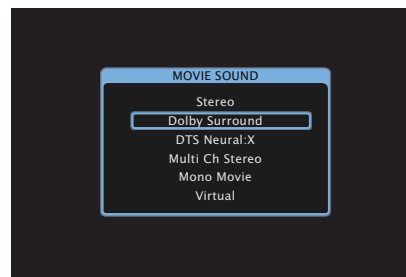 MOVIE SOUND
Stereo
Dolby Surround
DTS Neural:X
Multi Ch Stereo
Mono Movie
Virtual